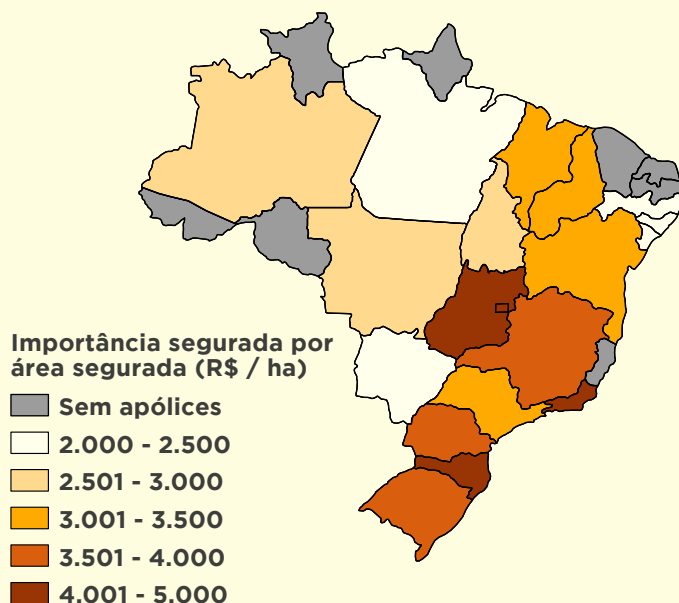 Importância segurada por
área segurada (R$ / ha)
Sem apólices
2.000 - 2.500
2.501 - 3.000
3.001 - 3.500
3.501 - 4.000
4.001 - 5.000